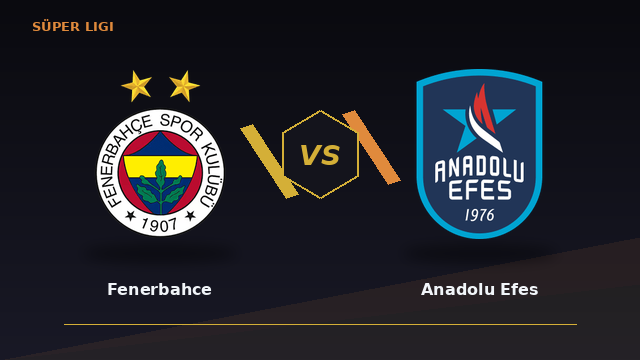 SÜPER LIGI
FENERBAHÇE SPOR KULÜBÜ
1907
VS
ANADOLU
EFES
1976
Fenerbahce
Anadolu Efes